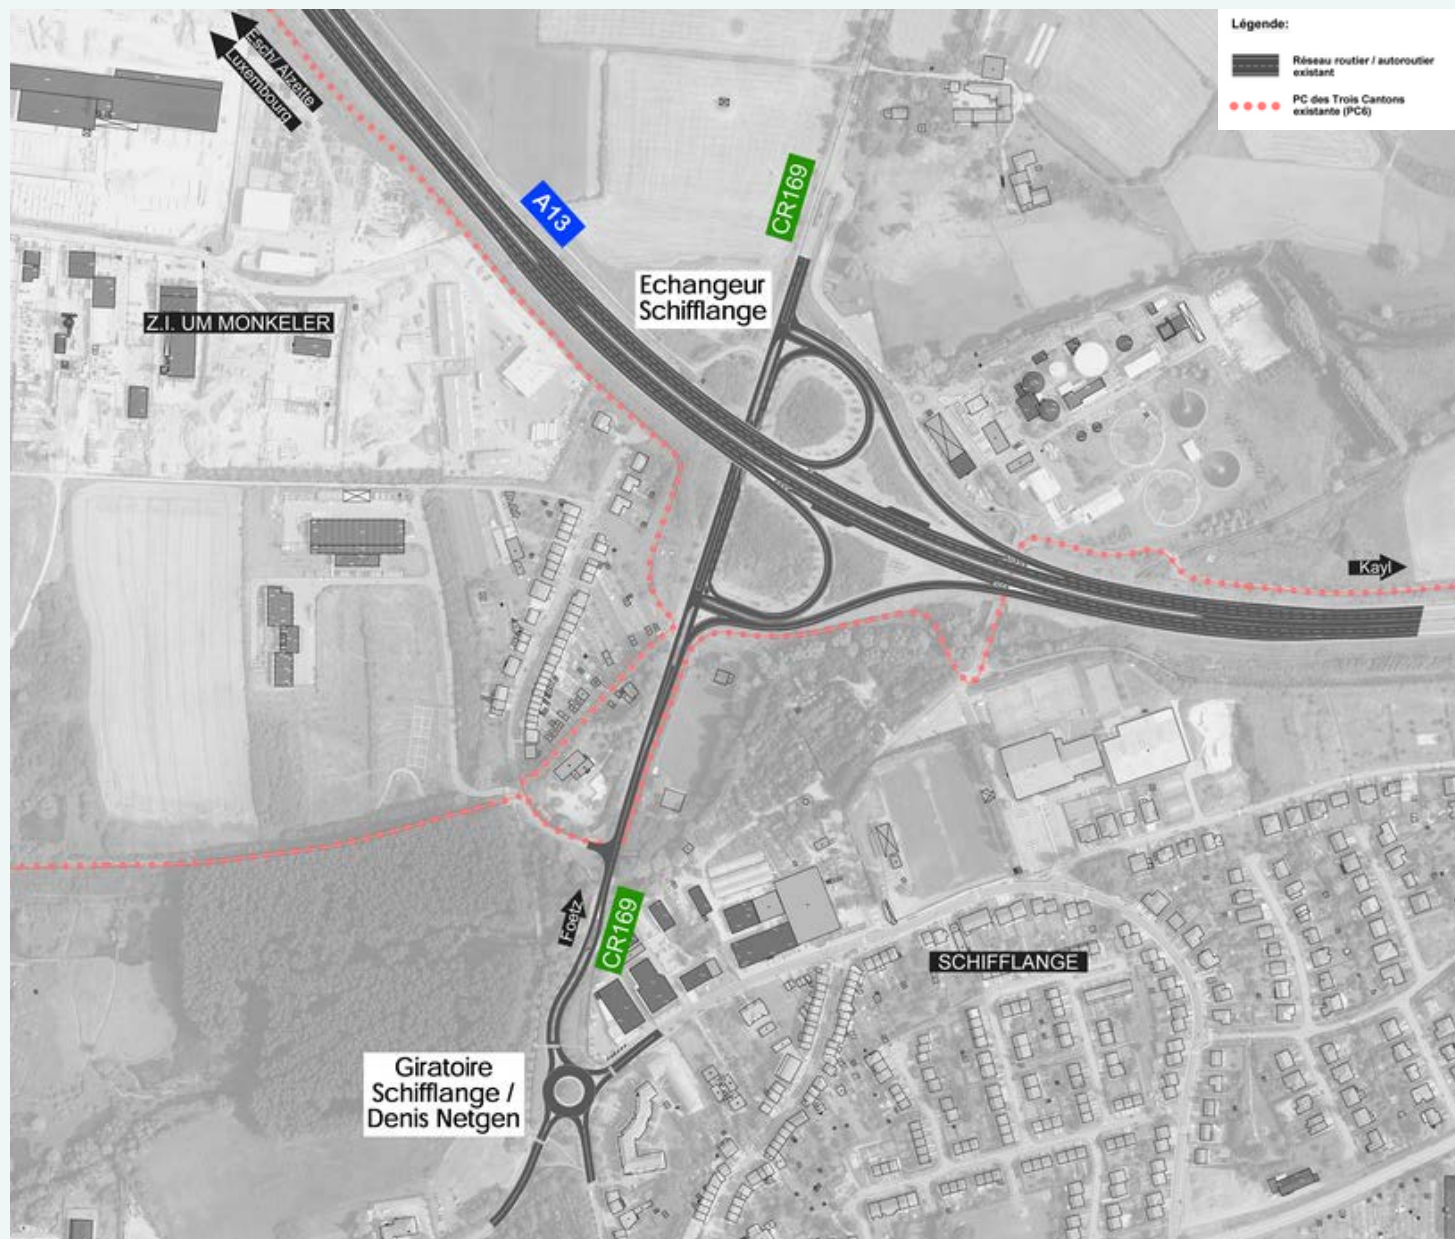 Légende:
Réseau routier / autoroutier
existant
PC des Trois Cantons
existante (PC6)
Esch/ Alzette
Luxembourg
A13
CR169
Echangeur
Schifflange
Z.I. UM MONKELER
Kayl
Foetz
CR169
SCHIFFLANGE
Giratoire
Schifflange /
Denis Netgen